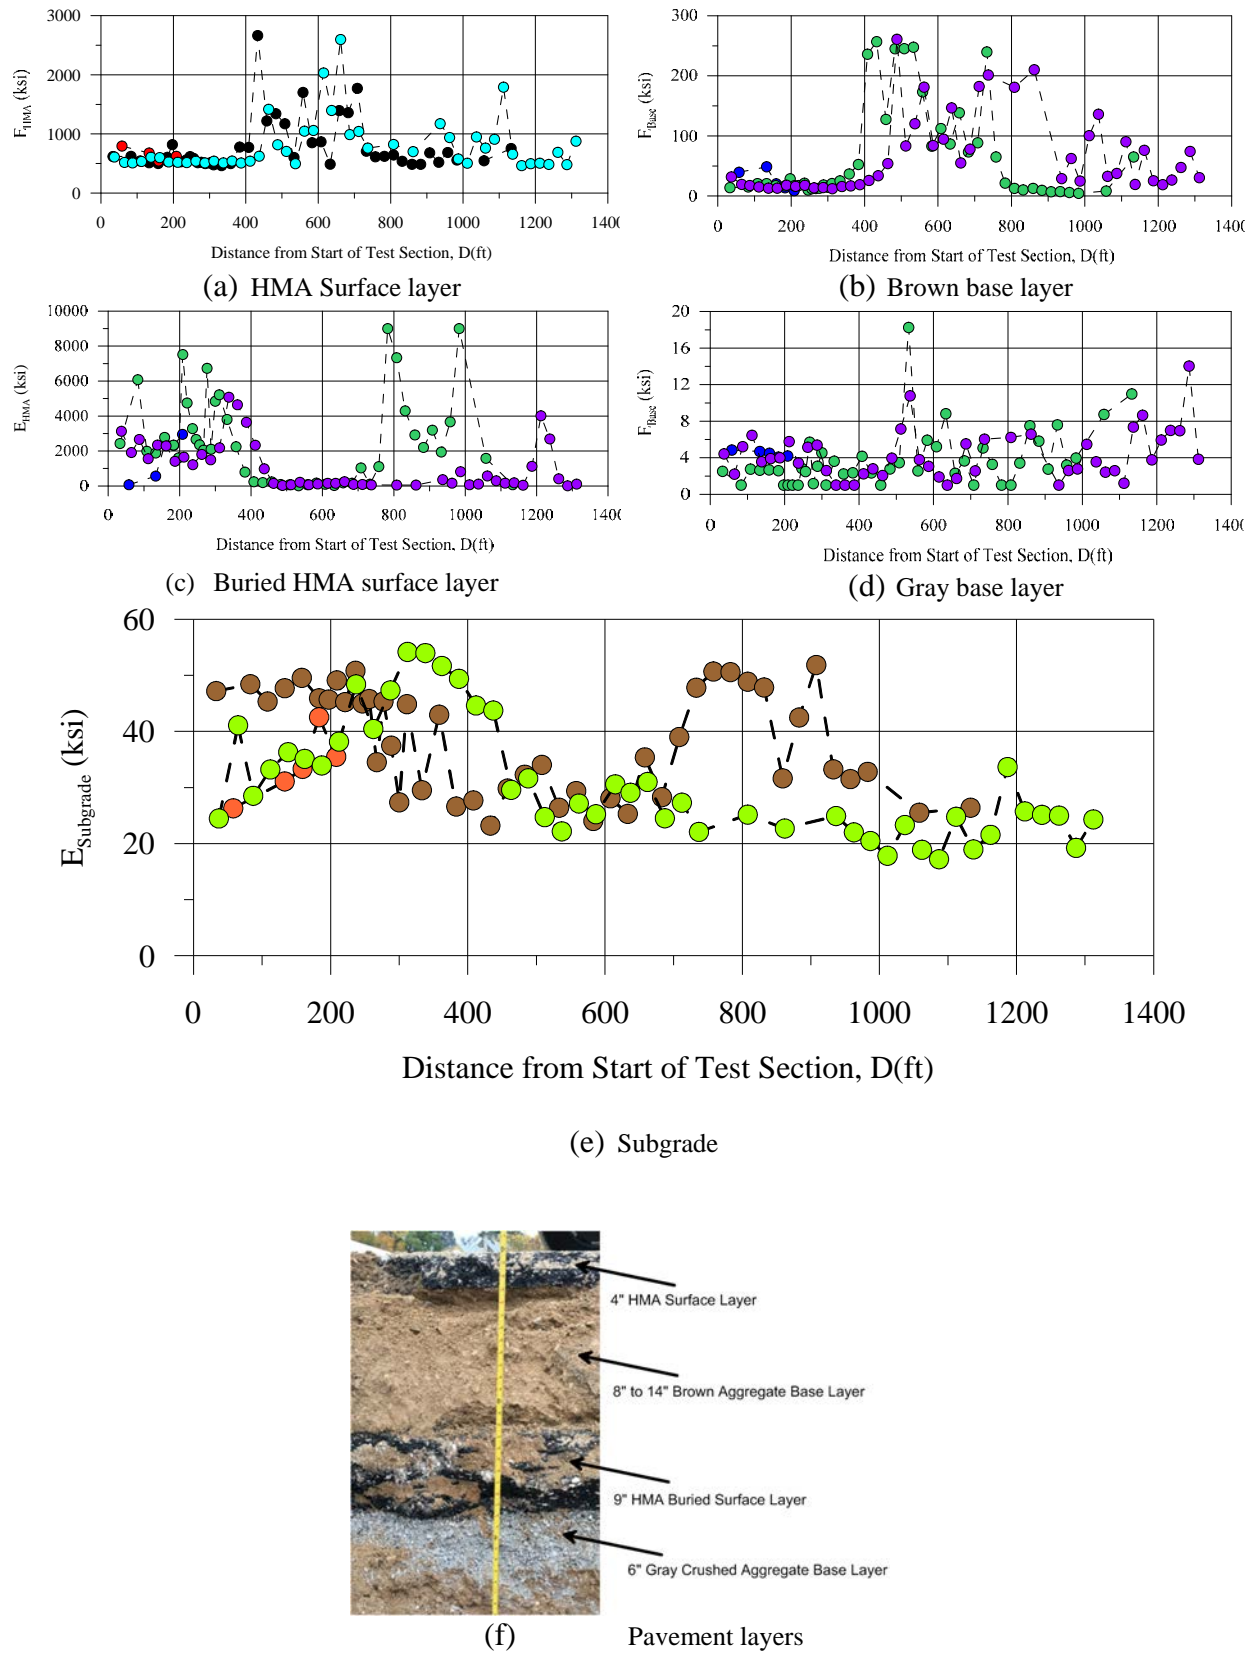 3000
2000
1000
0
E_HMA (ksi)
0 200 400 600 800 1000 1200 1400
Distance from Start of Test Section, D(ft)
(a) HMA Surface layer
300
200
100
0
E_Base (ksi)
0 200 400 600 800 1000 1200 1400
Distance from Start of Test Section, D(ft)
(b) Brown base layer
10000
8000
6000
4000
2000
0
E_HMA (ksi)
0 200 400 600 800 1000 1200 1400
Distance from Start of Test Section, D(ft)
(c) Buried HMA surface layer
20
16
12
8
4
0
E_Base (ksi)
0 200 400 600 800 1000 1200 1400
Distance from Start of Test Section, D(ft)
(d) Gray base layer
60
40
20
0
E_Subgrade (ksi)
0 200 400 600 800 1000 1200 1400
Distance from Start of Test Section, D(ft)
(e) Subgrade
4" HMA Surface Layer
8" to 14" Brown Aggregate Base Layer
9" HMA Buried Surface Layer
6" Gray Crushed Aggregate Base Layer
(f) Pavement layers